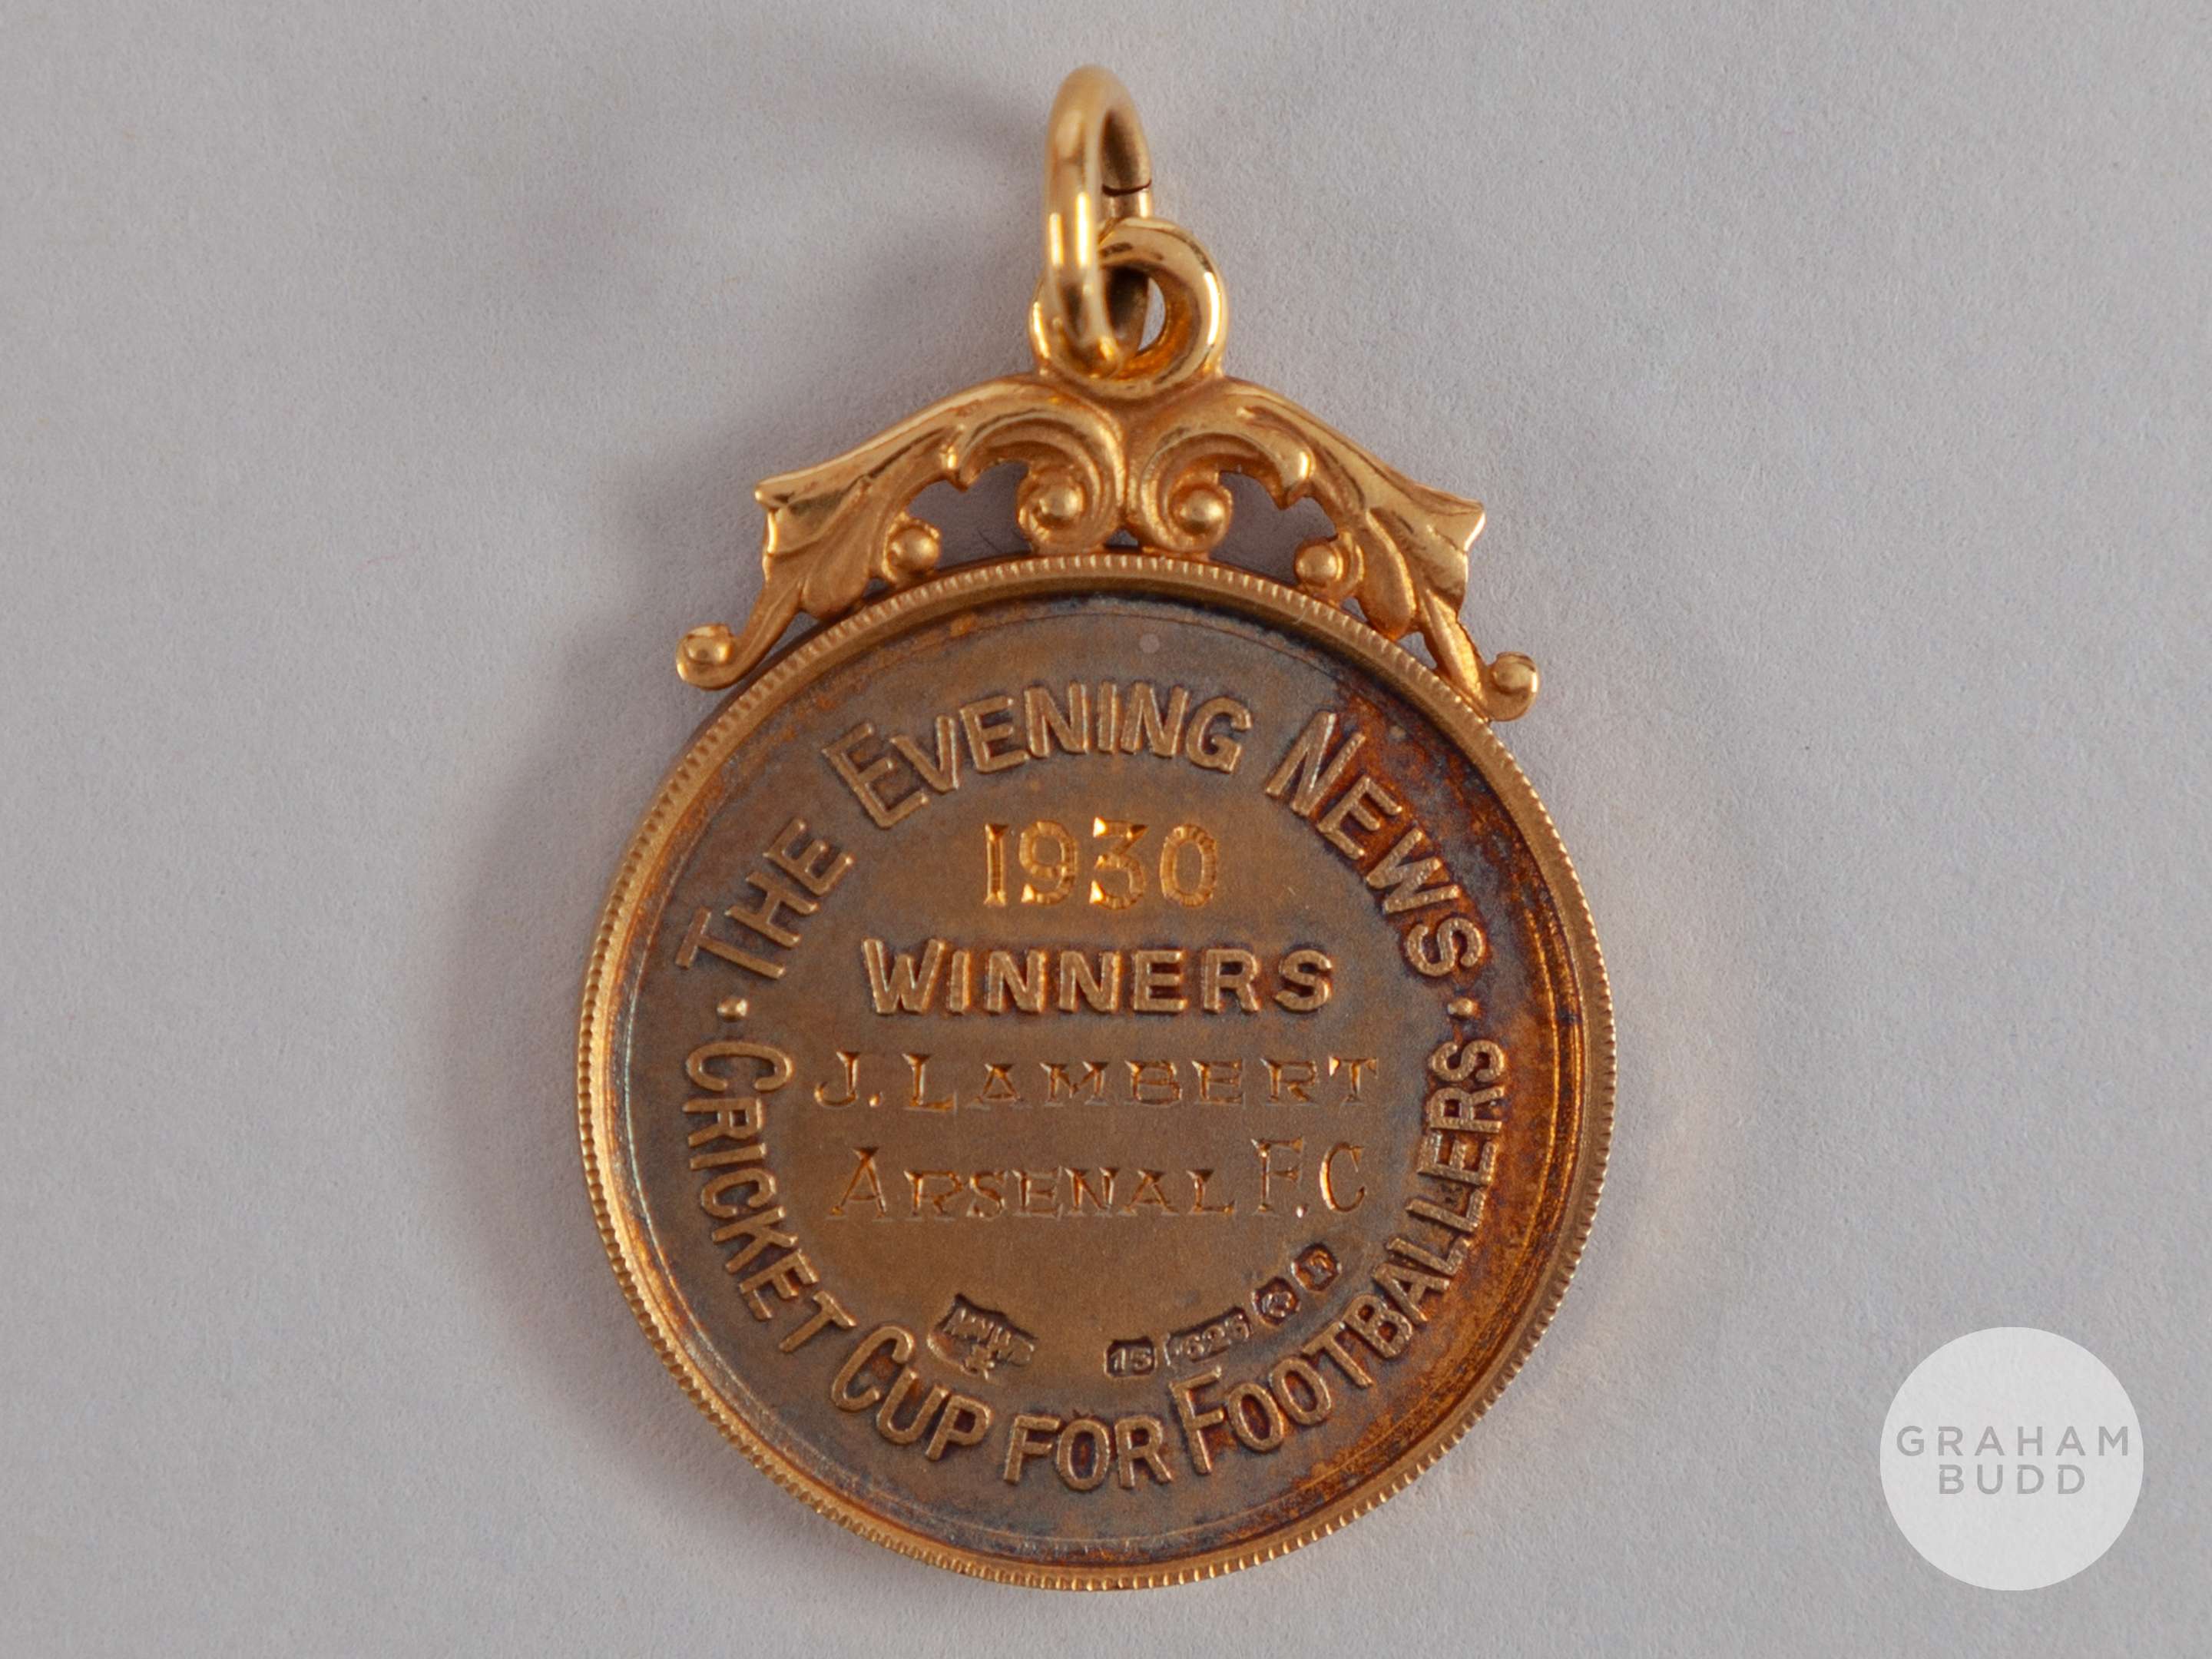 THE EVENING NEWS
1930
WINNERS
J. LAMBERT
ARSENAL F.C
15 ·625
· CRICKET CUP FOR FOOTBALLERS ·
GRAHAM
BUDD